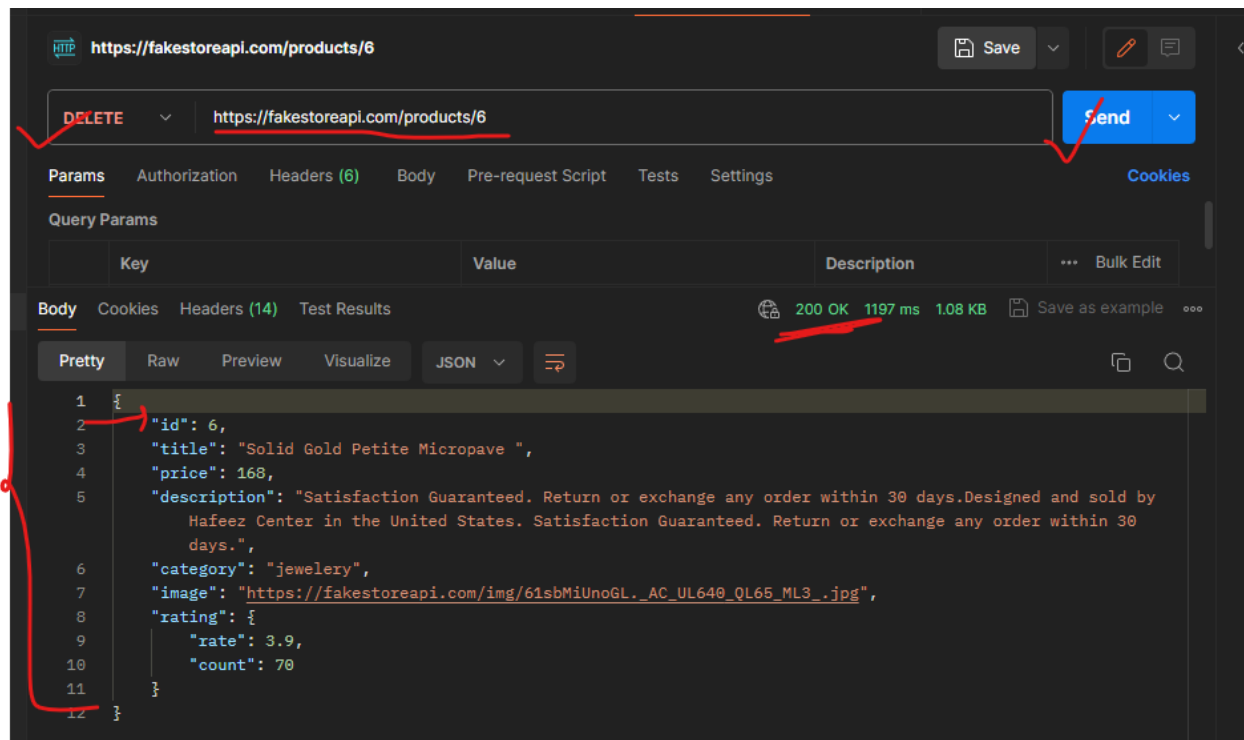 HTTP https://fakestoreapi.com/products/6 Save
DELETE https://fakestoreapi.com/products/6 Send
Params Authorization Headers (6) Body Pre-request Script Tests Settings Cookies
Query Params
Key Value Description ••• Bulk Edit
Body Cookies Headers (14) Test Results 200 OK 1197 ms 1.08 KB Save as example
Pretty Raw Preview Visualize JSON
1 {
2 "id": 6,
3 "title": "Solid Gold Petite Micropave ",
4 "price": 168,
5 "description": "Satisfaction Guaranteed. Return or exchange any order within 30 days.Designed and sold by
Hafeez Center in the United States. Satisfaction Guaranteed. Return or exchange any order within 30
days.",
6 "category": "jewelery",
7 "image": "https://fakestoreapi.com/img/61sbMiUnoGL._AC_UL640_QL65_ML3_.jpg",
8 "rating": {
9 "rate": 3.9,
10 "count": 70
11 }
12 }